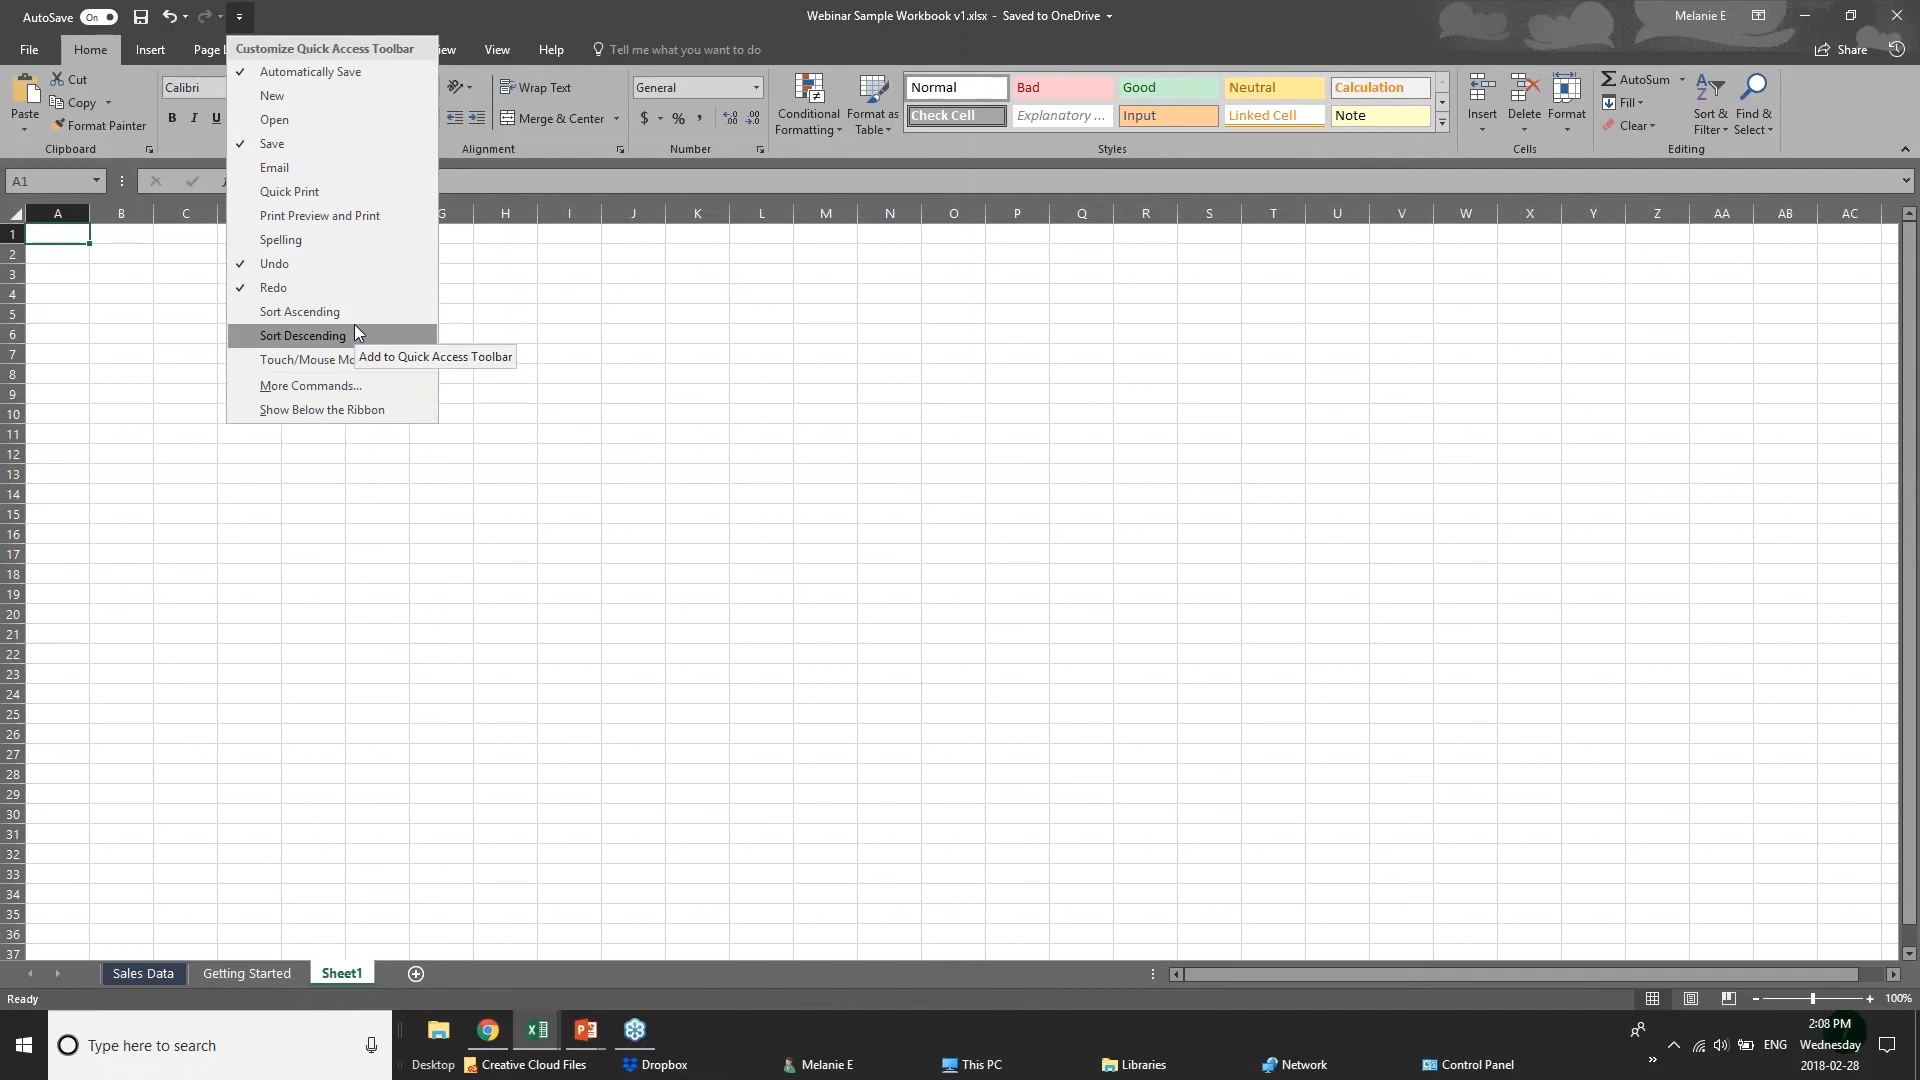 AutoSave On
Webinar Sample Workbook v1.xlsx - Saved to OneDrive
Melanie E
File Home Insert Page View Help Tell me what you want to do Share
Customize Quick Access Toolbar
Automatically Save
New
Open
Save
Email
Quick Print
Print Preview and Print
Spelling
Undo
Redo
Sort Ascending
Sort Descending
Add to Quick Access Toolbar
Touch/Mouse Mo
More Commands...
Show Below the Ribbon
Cut
Copy
Format Painter
Paste
Clipboard
Calibri
B I U
Wrap Text
Merge & Center
Alignment
General
$ % ,
Number
Conditional Formatting
Format as Table
Normal Bad Good Neutral Calculation
Check Cell Explanatory ... Input Linked Cell Note
Styles
Insert Delete Format
Cells
AutoSum
Fill
Clear
Sort & Filter
Find & Select
Editing
A1
A B C G H I J K L M N O P Q R S T U V W X Y Z AA AB AC
1
2
3
4
5
6
7
8
9
10
11
12
13
14
15
16
17
18
19
20
21
22
23
24
25
26
27
28
29
30
31
32
33
34
35
36
37
Sales Data Getting Started Sheet1
Ready
100%
Type here to search
Desktop Creative Cloud Files Dropbox Melanie E This PC Libraries Network Control Panel
ENG
2:08 PM
Wednesday
2018-02-28